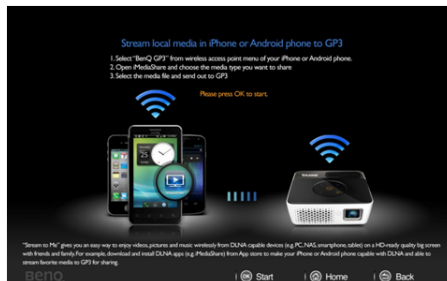 Stream local media in iPhone or Android phone to GP3
1. Select "BenQ GP3" from wireless access point menu of your iPhone or Android phone.
2. Open iMediaShare and choose the media type you want to share
3. Select the media file and send out to GP3
Please press OK to start.
"Stream to Me" gives you an easy way to enjoy videos, pictures and music wirelessly from DLNA capable devices (e.g. PC, NAS, smartphone, tablet) on a HD-ready quality big screen
with friends and family. For example, download and install DLNA apps (e.g. iMediaShare) from App store to make your iPhone or Android phone capable with DLNA and able to
stream favorite media to GP3 for sharing.
BenQ OK Start Home Back